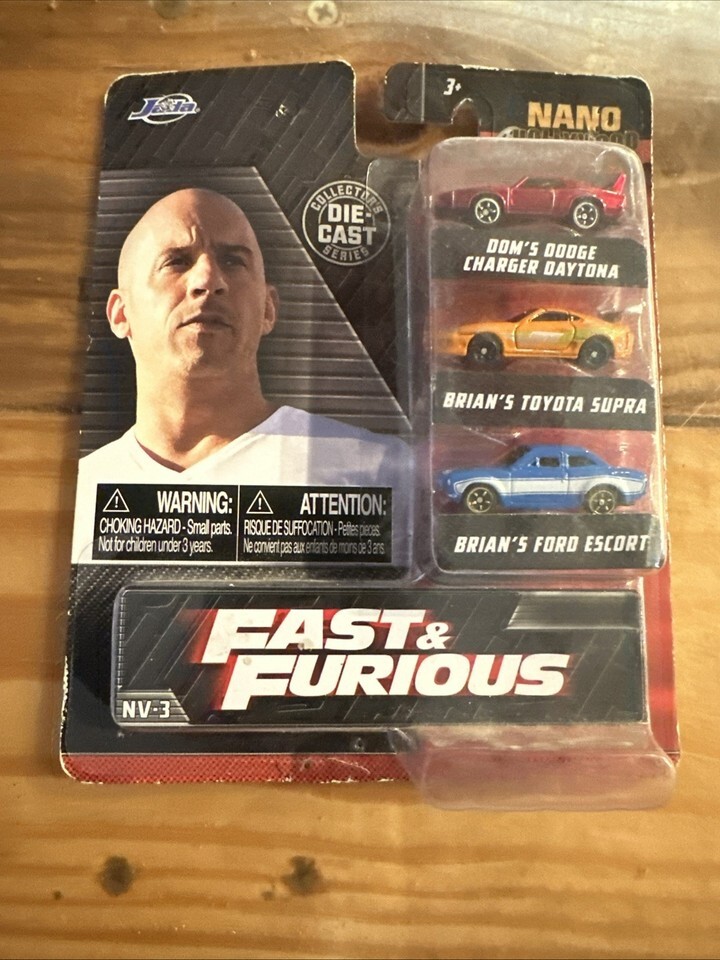 Jada
3+
NANO
HOLLYWOOD
COLLECTOR'S
DIE-
CAST
SERIES
DOM'S DODGE
CHARGER DAYTONA
BRIAN'S TOYOTA SUPRA
BRIAN'S FORD ESCORT
WARNING:
CHOKING HAZARD - Small parts.
Not for children under 3 years.
ATTENTION:
RISQUE DE SUFFOCATION - Petites pièces.
Ne convient pas aux enfants de moins de 3 ans.
FAST &
FURIOUS
NV-3